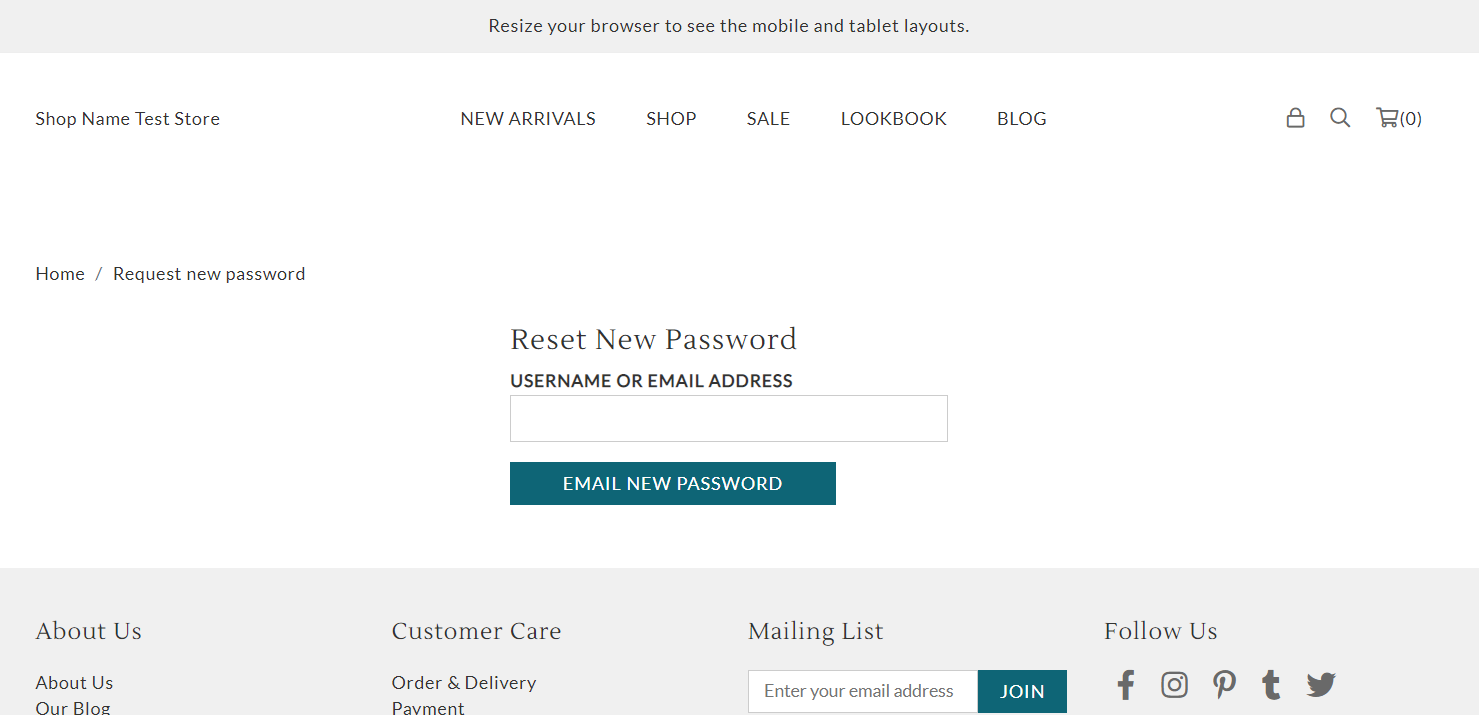 Resize your browser to see the mobile and tablet layouts.
Shop Name Test Store
NEW ARRIVALS SHOP SALE LOOKBOOK BLOG
(0)
Home / Request new password
Reset New Password
USERNAME OR EMAIL ADDRESS
EMAIL NEW PASSWORD
About Us
About Us
Our Blog
Customer Care
Order & Delivery
Payment
Mailing List
Enter your email address JOIN
Follow Us